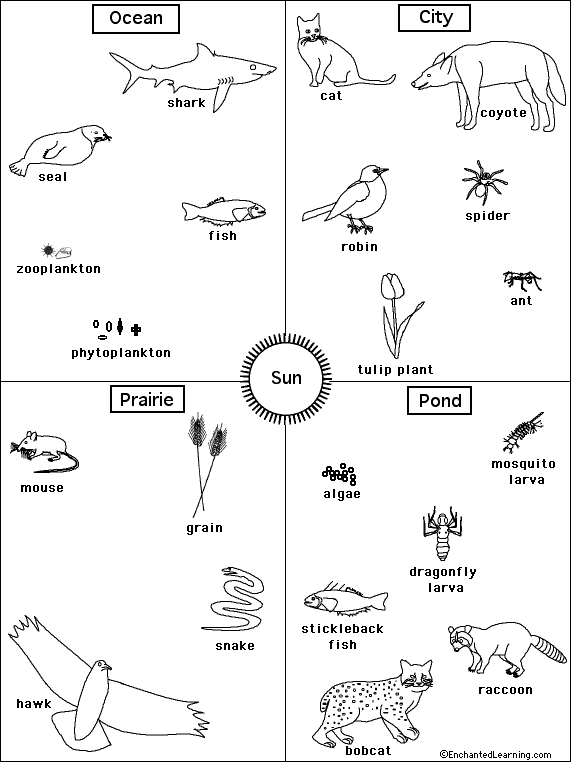 Ocean
shark
seal
fish
zooplankton
phytoplankton
City
cat
coyote
robin
spider
ant
tulip plant
Sun
Prairie
mouse
grain
snake
hawk
Pond
mosquito
larva
algae
dragonfly
larva
stickleback
fish
raccoon
bobcat
©EnchantedLearning.com